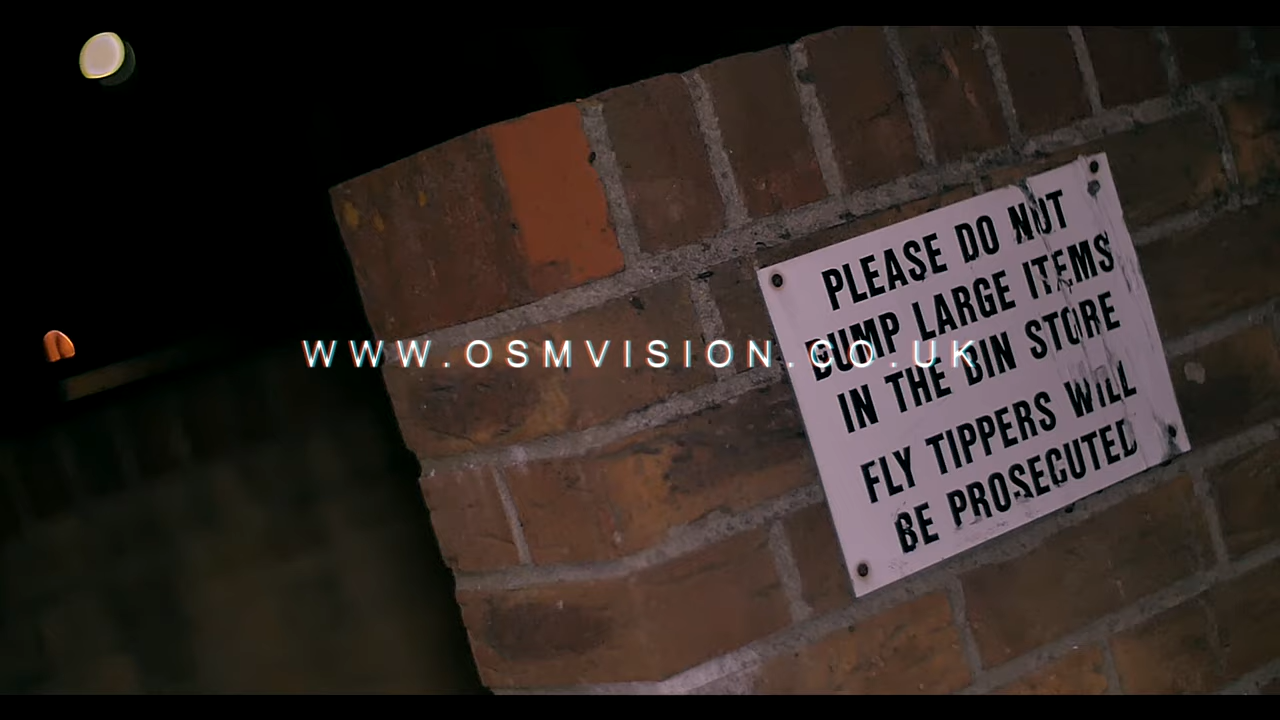 PLEASE DO NOT
DUMP LARGE ITEMS
IN THE BIN STORE
FLY TIPPERS WILL
BE PROSECUTED
WWW.OSMVISION.CO.UK